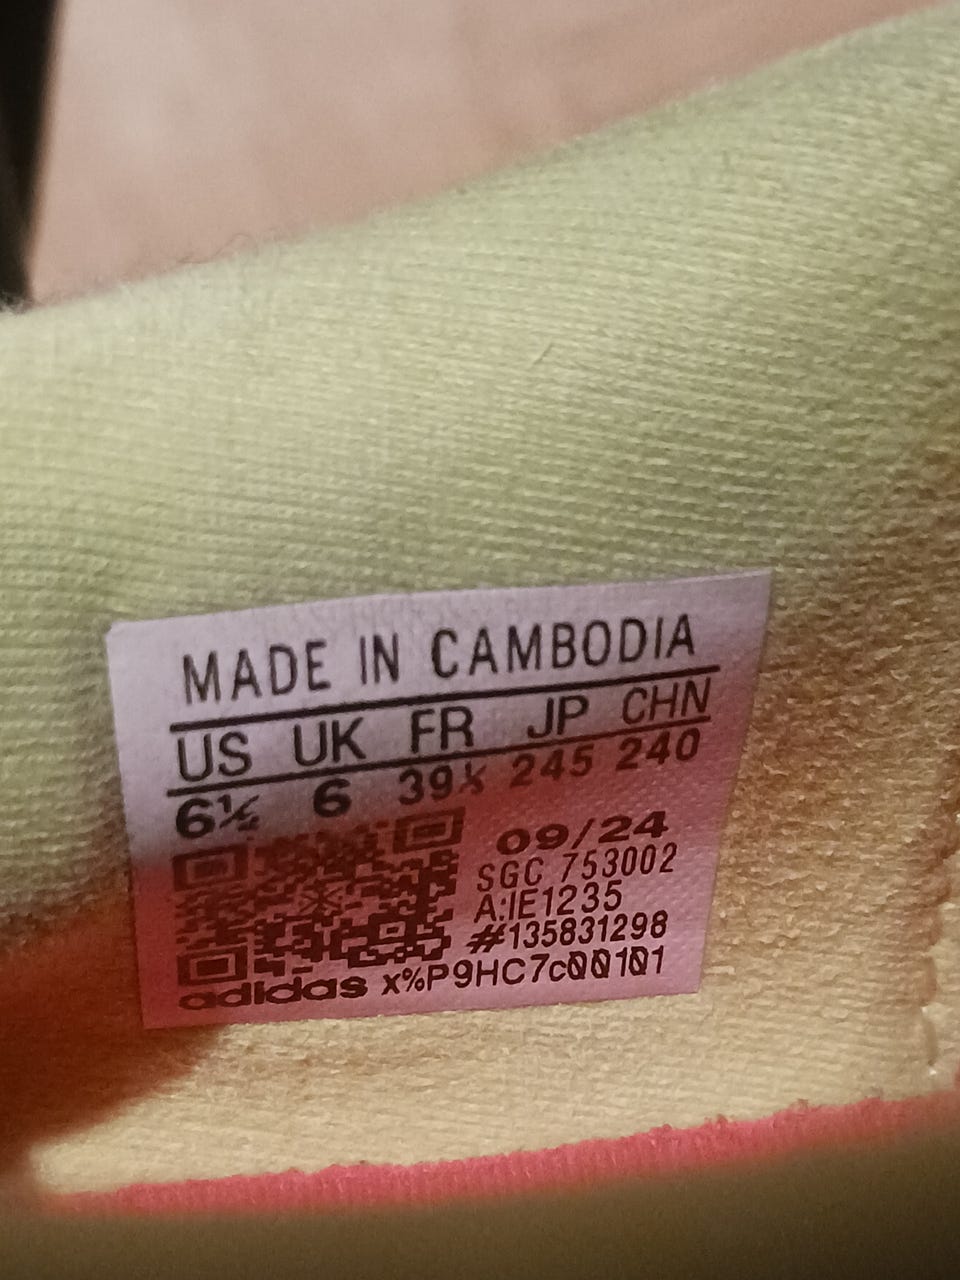 MADE IN CAMBODIA
US UK FR JP CHN
6½ 6 39⅓ 245 240
09/24
SGC 753002
A:IE1235
#135831298
adidas x%P9HC7c00101